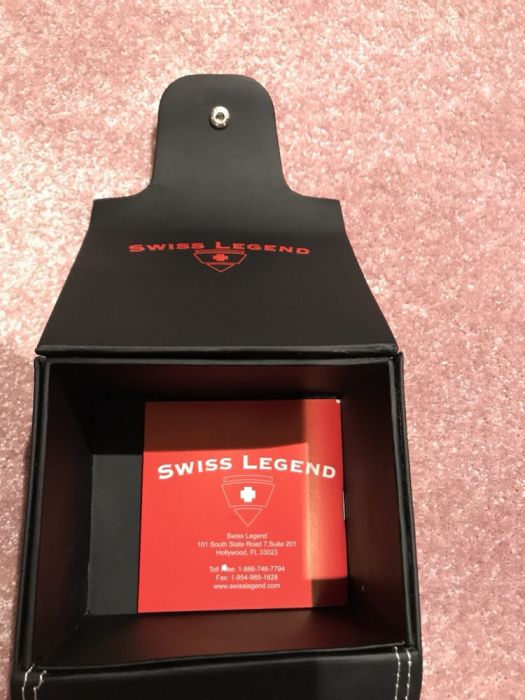 SWISS LEGEND
SWISS LEGEND
Swiss Legend
101 South State Road 7,Suite 201
Hollywood, FL 33023
Toll 1-866-746-7794
Fax: 1-954-985-1828
www.swisslegend.com